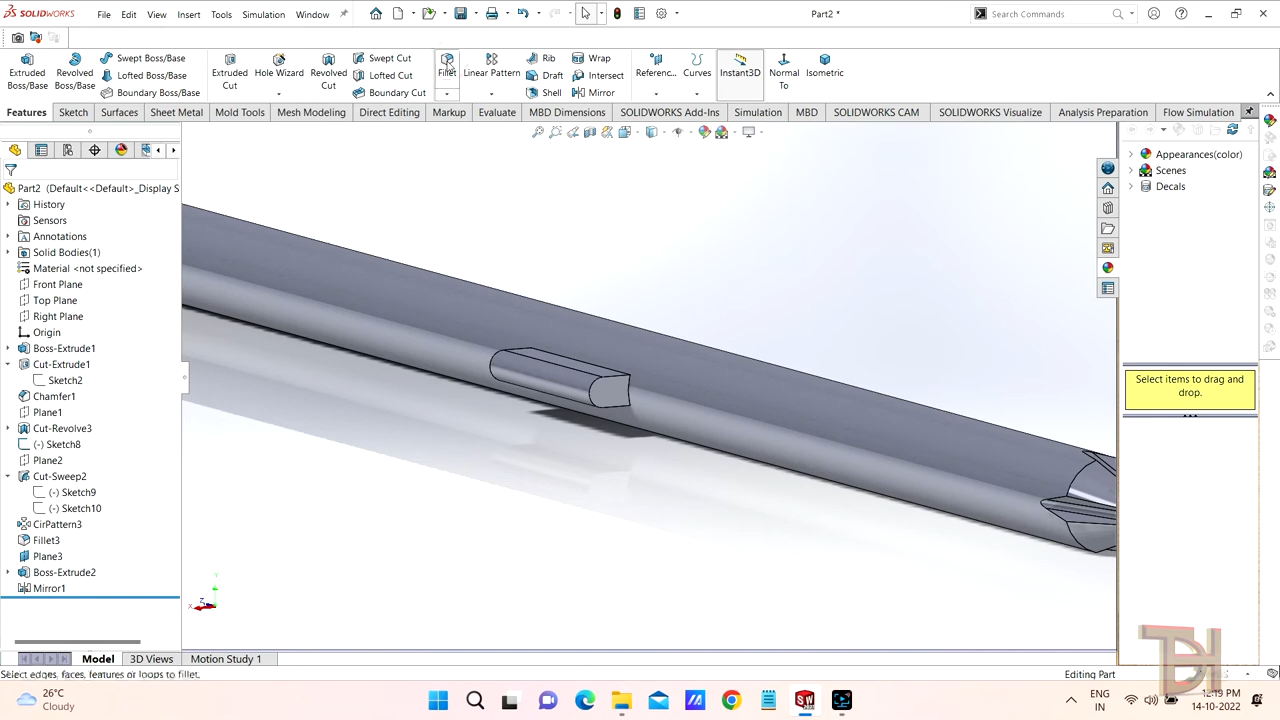 SOLIDWORKS File Edit View Insert Tools Simulation Window Part2 * Search Commands
Extruded Boss/Base Revolved Boss/Base Swept Boss/Base Lofted Boss/Base Boundary Boss/Base Extruded Cut Hole Wizard Revolved Cut Swept Cut Lofted Cut Boundary Cut Fillet Linear Pattern Rib Draft Shell Wrap Intersect Mirror Referenc... Curves Instant3D Normal To Isometric
Features Sketch Surfaces Sheet Metal Mold Tools Mesh Modeling Direct Editing Markup Evaluate MBD Dimensions SOLIDWORKS Add-Ins Simulation MBD SOLIDWORKS CAM SOLIDWORKS Visualize Analysis Preparation Flow Simulation
Part2 (Default<<Default>_Display S
History
Sensors
Annotations
Solid Bodies(1)
Material <not specified>
Front Plane
Top Plane
Right Plane
Origin
Boss-Extrude1
Cut-Extrude1
Sketch2
Chamfer1
Plane1
Cut-Revolve3
(-) Sketch8
Plane2
Cut-Sweep2
(-) Sketch9
(-) Sketch10
CirPattern3
Fillet3
Plane3
Boss-Extrude2
Mirror1
Appearances(color)
Scenes
Decals
Select items to drag and
drop.
Y
X
Z
Model 3D Views Motion Study 1
Select edges, faces, features or loops to fillet.
Editing Part
26°C
Cloudy
ENG
IN
12:19 PM
14-10-2022